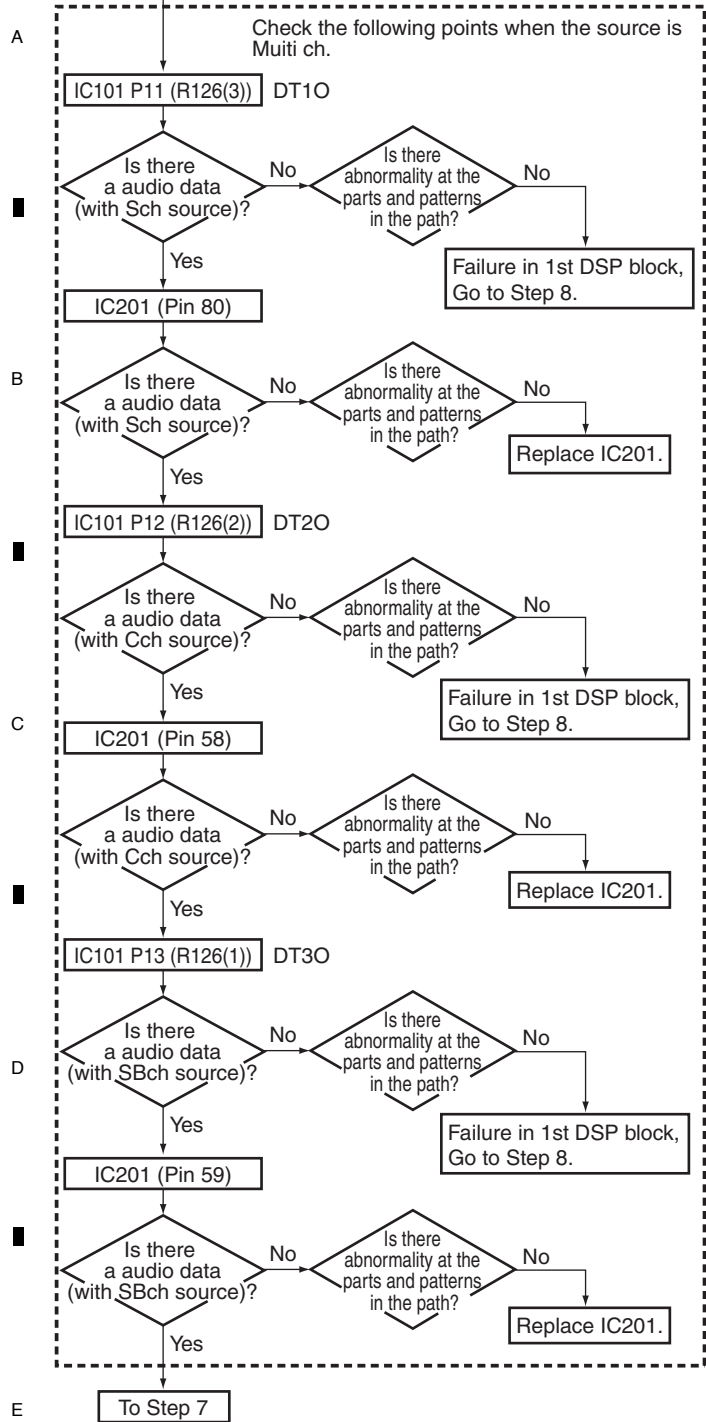 A
Check the following points when the source is
Muiti ch.
IC101 P11 (R126(3))
DT1O
Is there
a audio data
(with Sch source)?
No
Is there
abnormality at the
parts and patterns
in the path?
No
Failure in 1st DSP block,
Go to Step 8.
Yes
IC201 (Pin 80)
B
Is there
a audio data
(with Sch source)?
No
Is there
abnormality at the
parts and patterns
in the path?
No
Replace IC201.
Yes
IC101 P12 (R126(2))
DT2O
Is there
a audio data
(with Cch source)?
No
Is there
abnormality at the
parts and patterns
in the path?
No
Failure in 1st DSP block,
Go to Step 8.
Yes
C
IC201 (Pin 58)
Is there
a audio data
(with Cch source)?
No
Is there
abnormality at the
parts and patterns
in the path?
No
Replace IC201.
Yes
IC101 P13 (R126(1))
DT3O
Is there
a audio data
(with SBch source)?
No
Is there
abnormality at the
parts and patterns
in the path?
No
D
Failure in 1st DSP block,
Go to Step 8.
Yes
IC201 (Pin 59)
Is there
a audio data
(with SBch source)?
No
Is there
abnormality at the
parts and patterns
in the path?
No
Replace IC201.
Yes
E
To Step 7